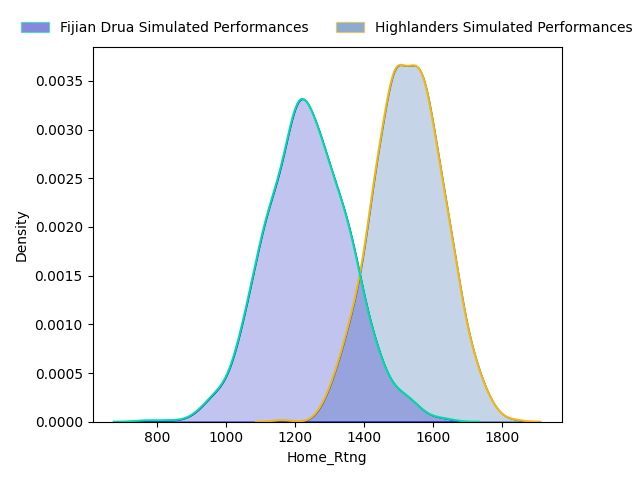 Fijian Drua Simulated Performances Highlanders Simulated Performances
0.0035
0.0030
0.0025
0.0020
0.0015
0.0010
0.0005
0.0000
Density
800 1000 1200 1400 1600 1800
Home_Rtng